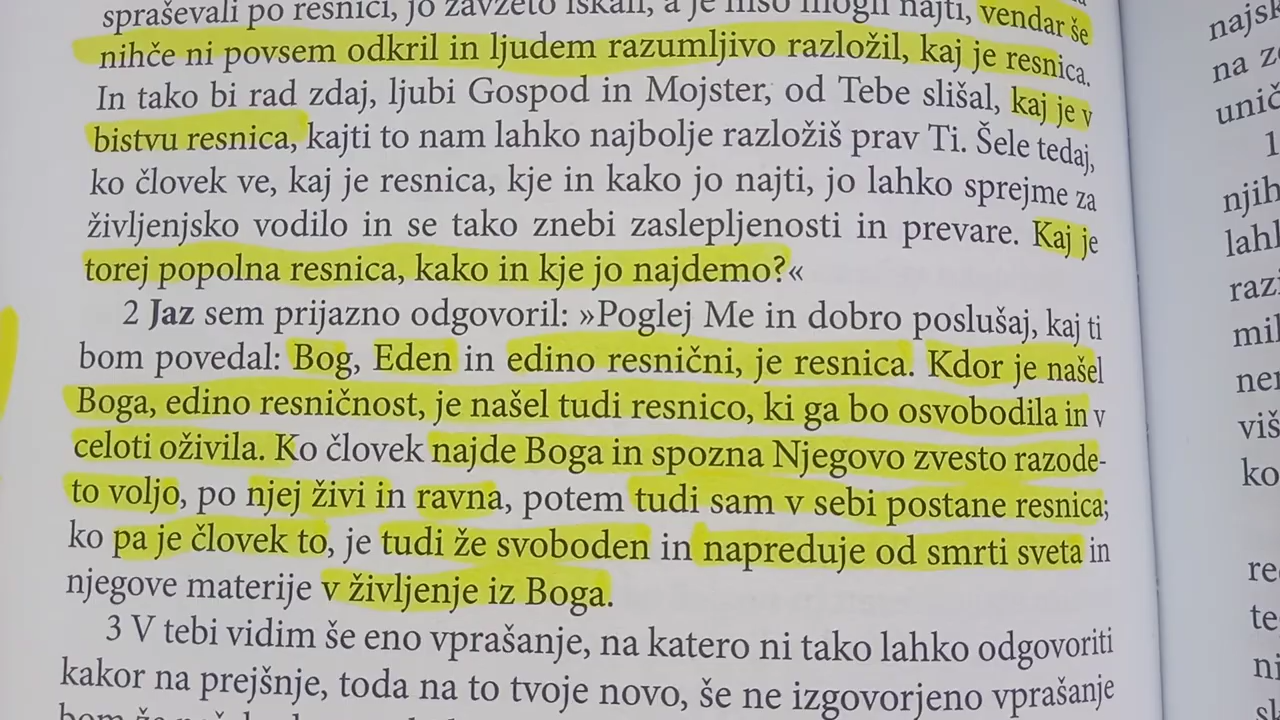 spraševali po resnici, jo zavzeto iskali, a je niso mogli najti, vendar še
nihče ni povsem odkril in ljudem razumljivo razložil, kaj je resnica.
In tako bi rad zdaj, ljubi Gospod in Mojster, od Tebe slišal, kaj je v
bistvu resnica, kajti to nam lahko najbolje razložiš prav Ti. Šele tedaj,
ko človek ve, kaj je resnica, kje in kako jo najti, jo lahko sprejme za
življenjsko vodilo in se tako znebi zaslepljenosti in prevare. Kaj je
torej popolna resnica, kako in kje jo najdemo?«
2 Jaz sem prijazno odgovoril: »Poglej Me in dobro poslušaj, kaj ti
bom povedal: Bog, Eden in edino resnični, je resnica. Kdor je našel
Boga, edino resničnost, je našel tudi resnico, ki ga bo osvobodila in v
celoti oživila. Ko človek najde Boga in spozna Njegovo zvesto razode-
to voljo, po njej živi in ravna, potem tudi sam v sebi postane resnica;
ko pa je človek to, je tudi že svoboden in napreduje od smrti sveta in
njegove materije v življenje iz Boga.
3 V tebi vidim še eno vprašanje, na katero ni tako lahko odgovoriti
kakor na prejšnje, toda na to tvoje novo, še ne izgovorjeno vprašanje
najsk
na z
unič
1
njih
lahl
razi
mil
ner
viš
ko
re
te
ni